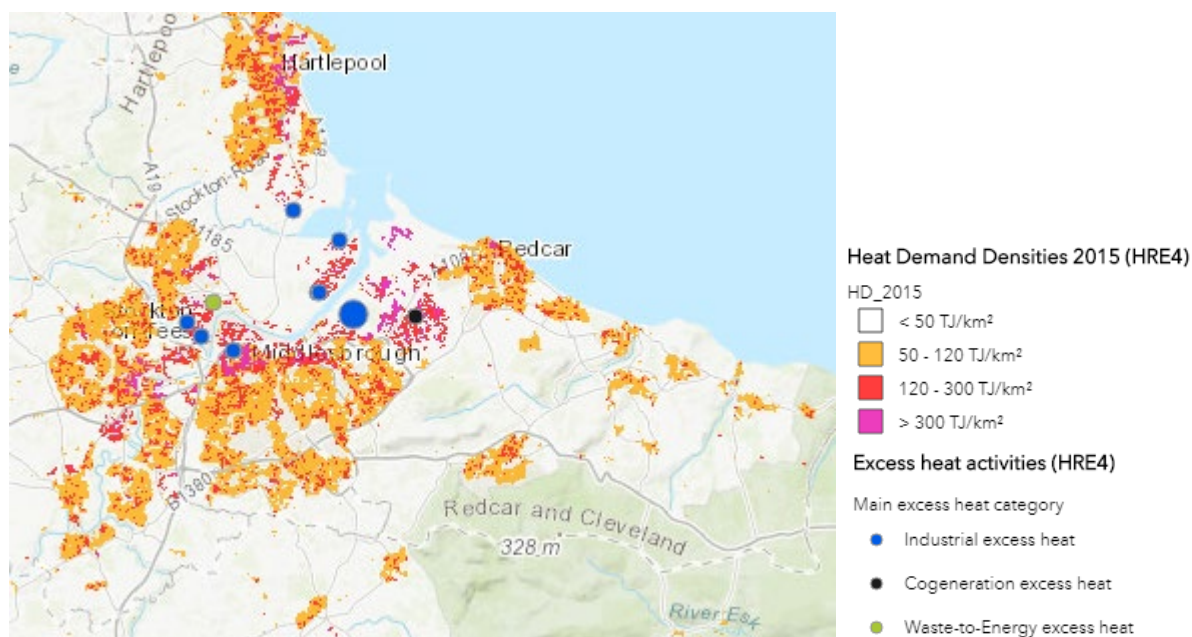 Hartlepool
Hartlepoo
e
A19
Stockton-Road
A1185
A108
Redcar
Stockton
on Tees
Middlesbrough
B1380
Redcar and Cleveland
328 m
River Esk
Heat Demand Densities 2015 (HRE4)
HD_2015
< 50 TJ/km²
50 - 120 TJ/km²
120 - 300 TJ/km²
> 300 TJ/km²
Excess heat activities (HRE4)
Main excess heat category
Industrial excess heat
Cogeneration excess heat
Waste-to-Energy excess heat